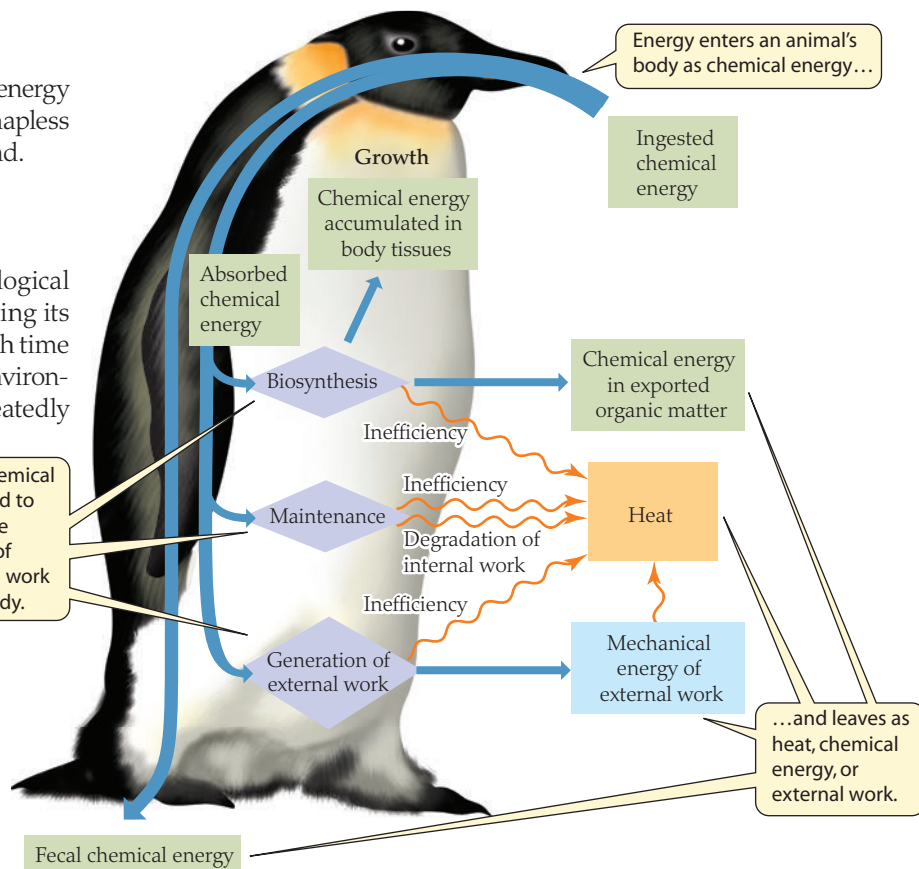 energy
hapless
nd.
logical
ing its
h time
nviron-
eatedly
Energy enters an animal's
body as chemical energy…
Ingested
chemical
energy
Growth
Chemical energy
accumulated in
body tissues
Absorbed
chemical
energy
Biosynthesis
Chemical energy
in exported
organic matter
Inefficiency
emical
d to
e
of
work
dy.
Maintenance
Inefficiency
Degradation of
internal work
Heat
Inefficiency
Generation of
external work
Mechanical
energy of
external work
…and leaves as
heat, chemical
energy, or
external work.
Fecal chemical energy